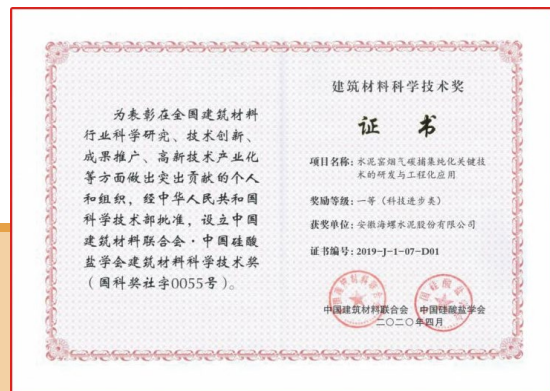 为表彰在全国建筑材料
行业科学研究、技术创新、
成果推广、高新技术产业化
等方面做出突出贡献的个人
和组织，经中华人民共和国
科学技术部批准，设立中国
建筑材料联合会·中国硅酸
盐学会建筑材料科学技术奖
（国科奖社字0055号）。
建筑材料科学技术奖
证 书
项目名称：水泥窑烟气碳捕集纯化关键技
术的研发与工程化应用
奖励等级：一等（科技进步类）
获奖单位：安徽海螺水泥股份有限公司
证书编号：2019-J-1-07-D01
中国建筑材料联合会 中国硅酸盐学会
二〇二〇年四月